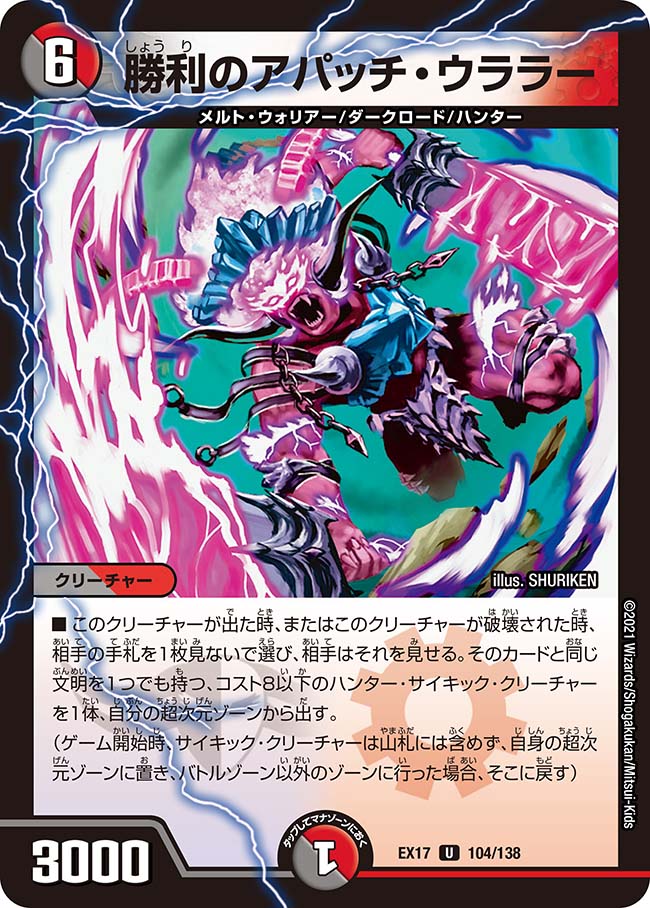 6
しょうり
勝利のアパッチ・ウララー
メルト・ウォリアー/ダークロード/ハンター
クリーチャー
illus. SHURIKEN
■このクリーチャーが出た時、またはこのクリーチャーが破壊された時、
相手の手札を1枚見ないで選び、相手はそれを見せる。そのカードと同じ
文明を1つでも持つ、コスト8以下のハンター・サイキック・クリーチャー
を1体、自分の超次元ゾーンから出す。
(ゲーム開始時、サイキック・クリーチャーは山札には含めず、自身の超次
元ゾーンに置き、バトルゾーン以外のゾーンに行った場合、そこに戻す)
©2021 Wizards/Shogakukan/Mitsui-Kids
3000
タップしてマナゾーンにおく
1
EX17 U 104/138